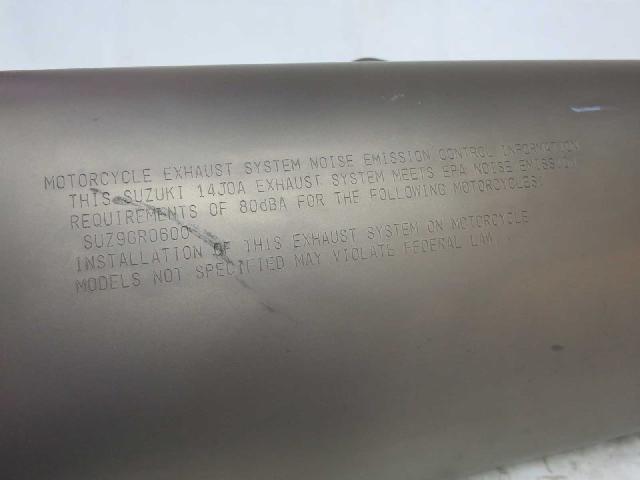 MOTORCYCLE EXHAUST SYSTEM NOISE EMISSION CONTROL INFORMATION
THIS SUZUKI 14J0A EXHAUST SYSTEM MEETS EPA NOISE EMISSION
REQUIREMENTS OF 80dBA FOR THE FOLLOWING MOTORCYCLES:
SUZ9GR0600
INSTALLATION OF THIS EXHAUST SYSTEM ON MOTORCYCLE
MODELS NOT SPECIFIED MAY VIOLATE FEDERAL LAW.